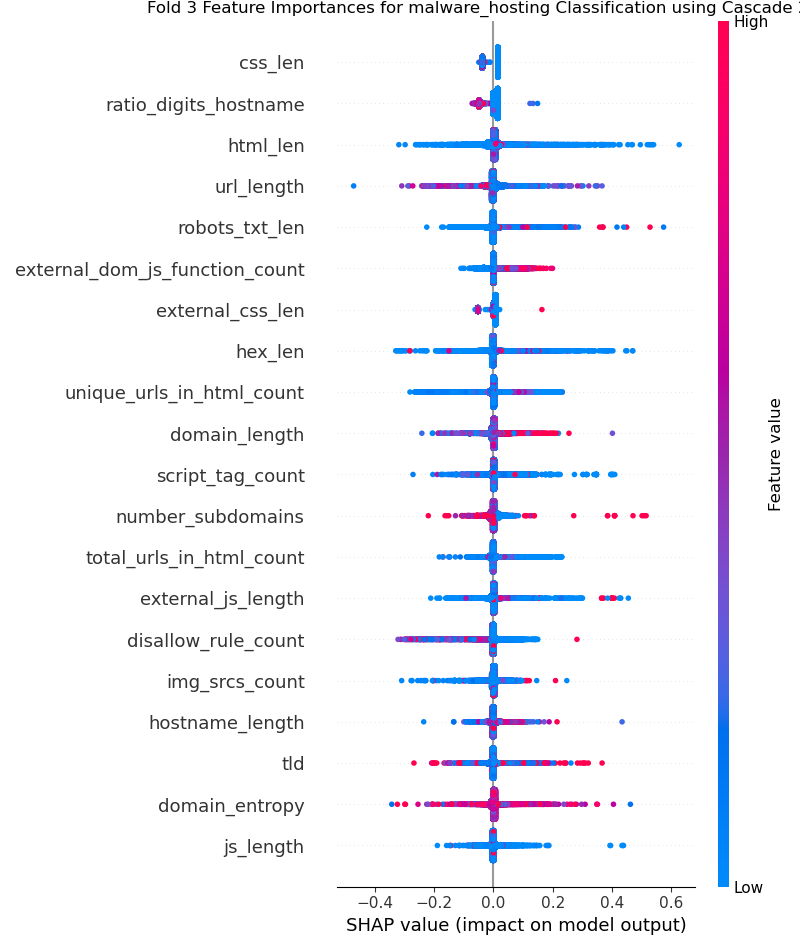 Fold 3 Feature Importances for malware_hosting Classification using Cascade
High
css_len
ratio_digits_hostname
html_len
url_length
robots_txt_len
external_dom_js_function_count
external_css_len
hex_len
unique_urls_in_html_count
domain_length
script_tag_count
number_subdomains
total_urls_in_html_count
external_js_length
disallow_rule_count
img_srcs_count
hostname_length
tld
domain_entropy
js_length
Feature value
Low
−0.4 −0.2 0.0 0.2 0.4 0.6
SHAP value (impact on model output)